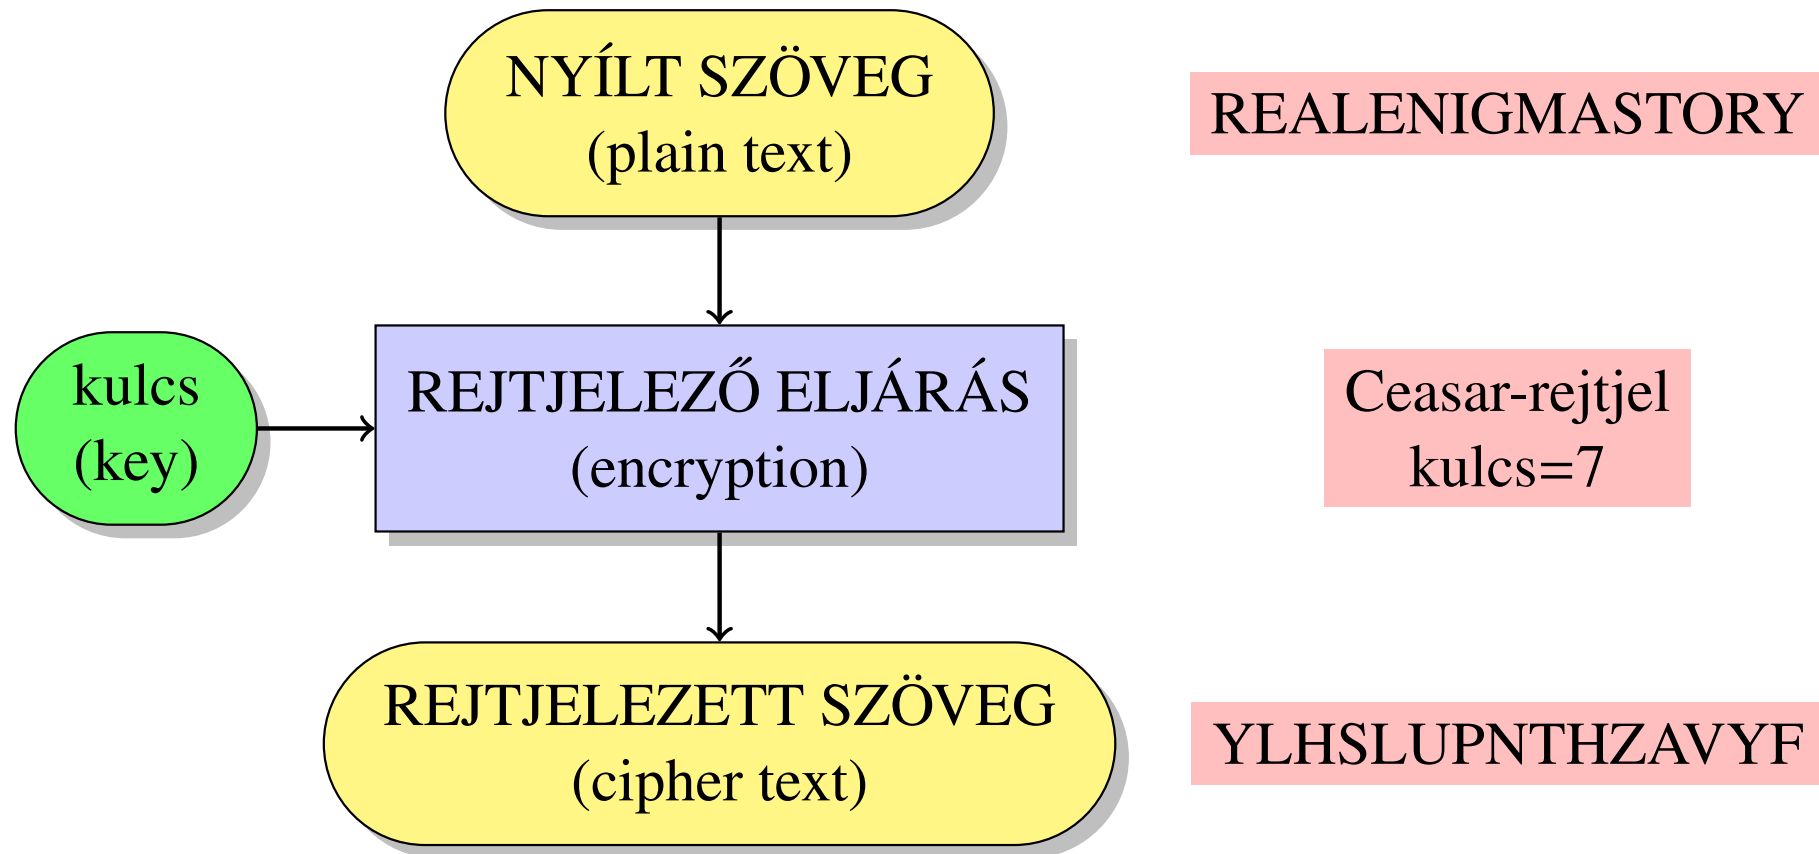 NYÍLT SZÖVEG
(plain text)
REALENIGMASTORY
kulcs
(key)
REJTJELEZŐ ELJÁRÁS
(encryption)
Ceasar-rejtjel
kulcs=7
REJTJELEZETT SZÖVEG
(cipher text)
YLHSLUPNTHZAVYF